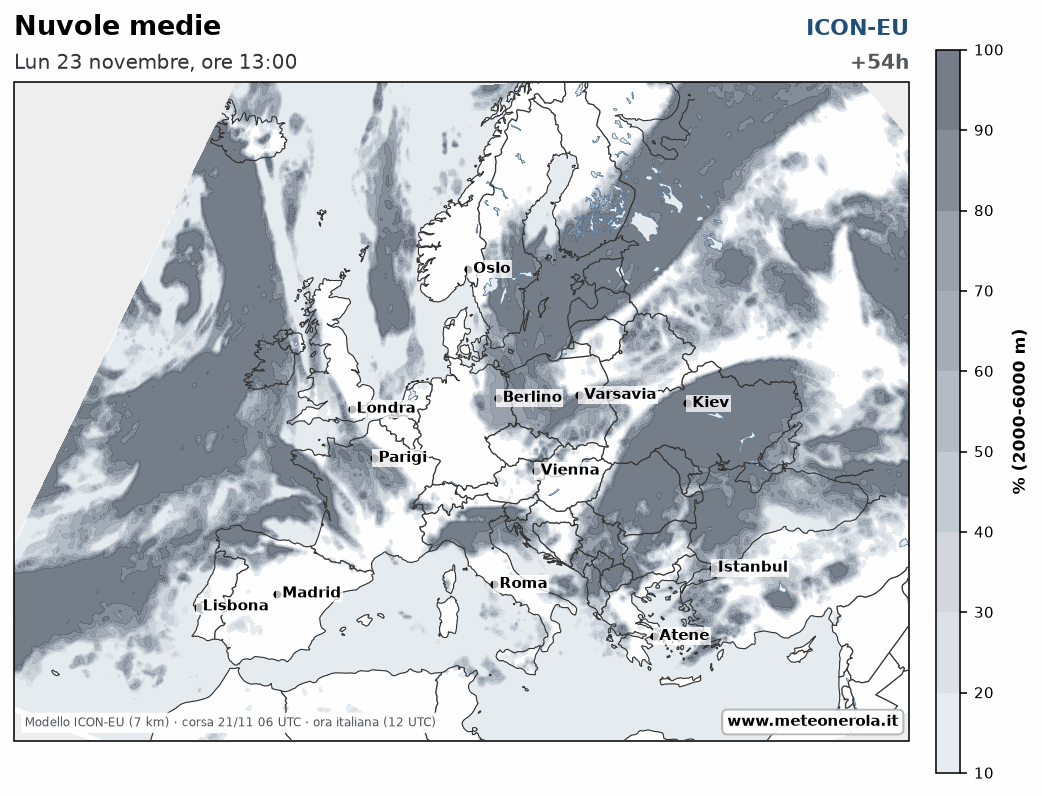 Nuvole medie
ICON-EU
Lun 23 novembre, ore 13:00
+54h
100
90
80
70
60
50
40
30
20
10
% (2000-6000 m)
Oslo
Berlino
Varsavia
Kiev
Londra
Parigi
Vienna
Istanbul
Roma
Madrid
Lisbona
Atene
Modello ICON-EU (7 km) · corsa 21/11 06 UTC · ora italiana (12 UTC)
www.meteonerola.it